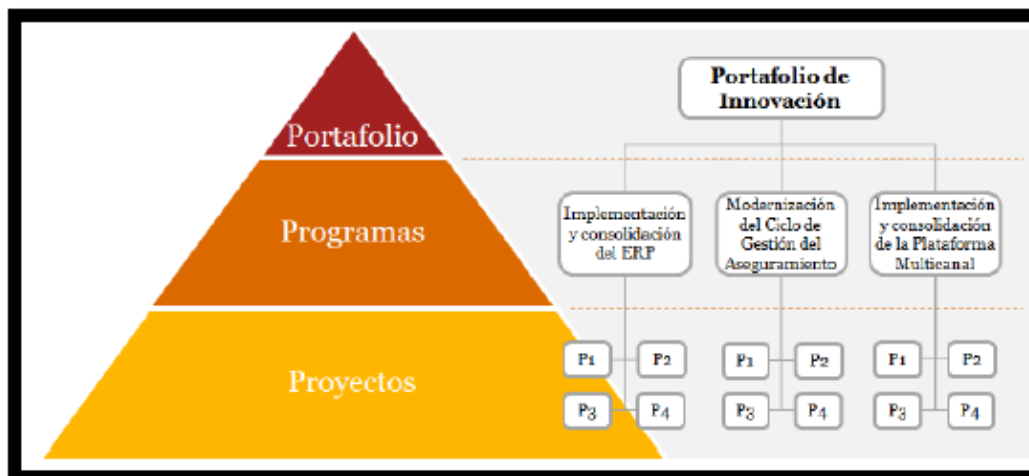 Portafolio
Programas
Proyectos
Portafolio de
Innovación
Implementación
y consolidación
del ERP
Modernización
del Ciclo de
Gestión del
Aseguramiento
Implementación
y consolidación
de la Plataforma
Multicanal
P1 P2
P3 P4
P1 P2
P3 P4
P1 P2
P3 P4